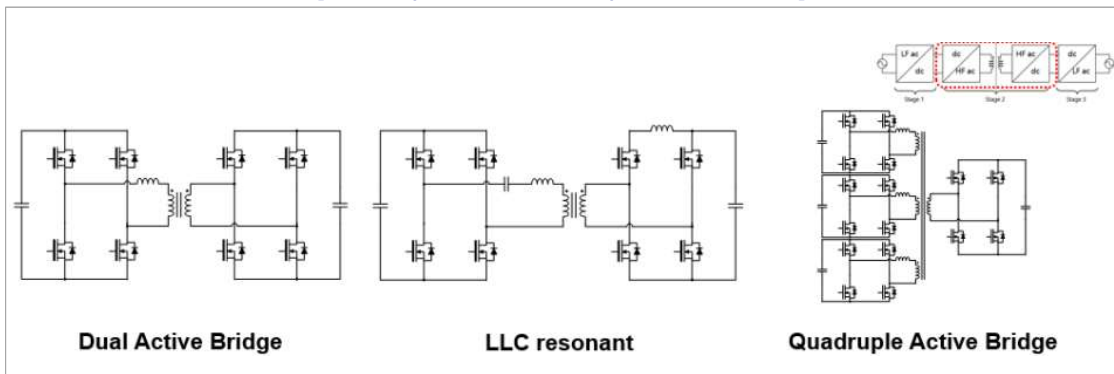 LF ac
dc
dc
HF ac
HF ac
dc
dc
LF ac
Stage 1
Stage 2
Stage 3
Dual Active Bridge
LLC resonant
Quadruple Active Bridge